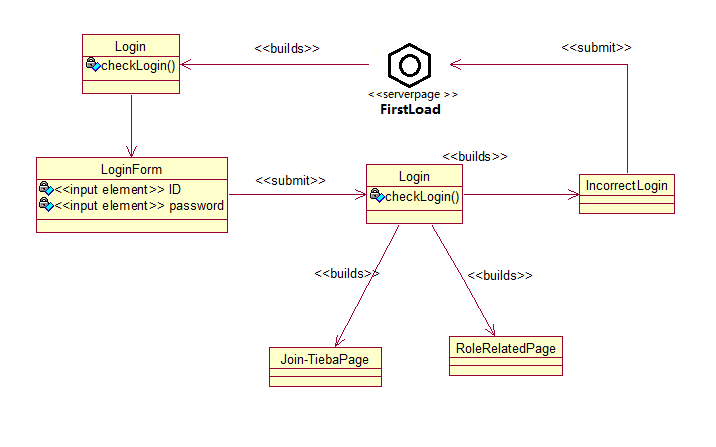 Login
checkLogin()
<<builds>>
<<serverpage >>
FirstLoad
<<submit>>
LoginForm
<<input element>> ID
<<input element>> password
<<submit>>
Login
checkLogin()
<<builds>>
IncorrectLogin
<<builds>>
<<builds>>
Join-TiebaPage
RoleRelatedPage